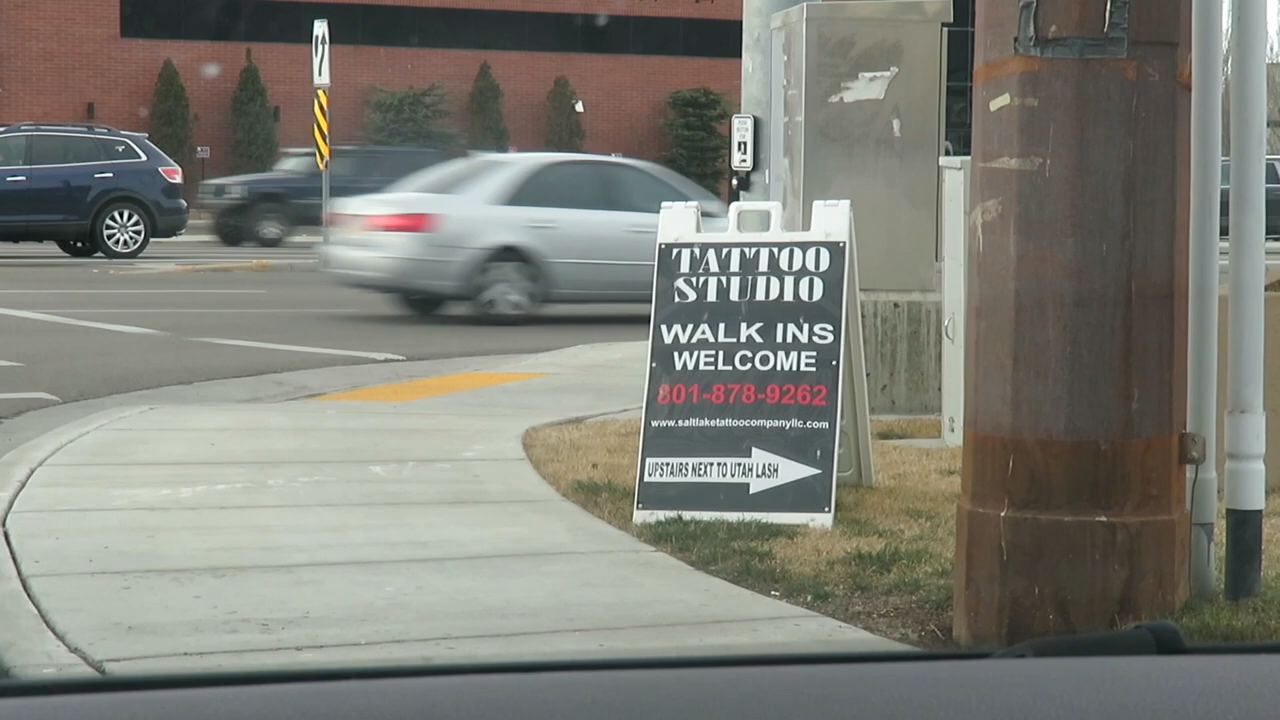 TATTOO
STUDIO
WALK INS
WELCOME
801-878-9262
www.saltlaketattoocompanyllc.com
UPSTAIRS NEXT TO UTAH LASH